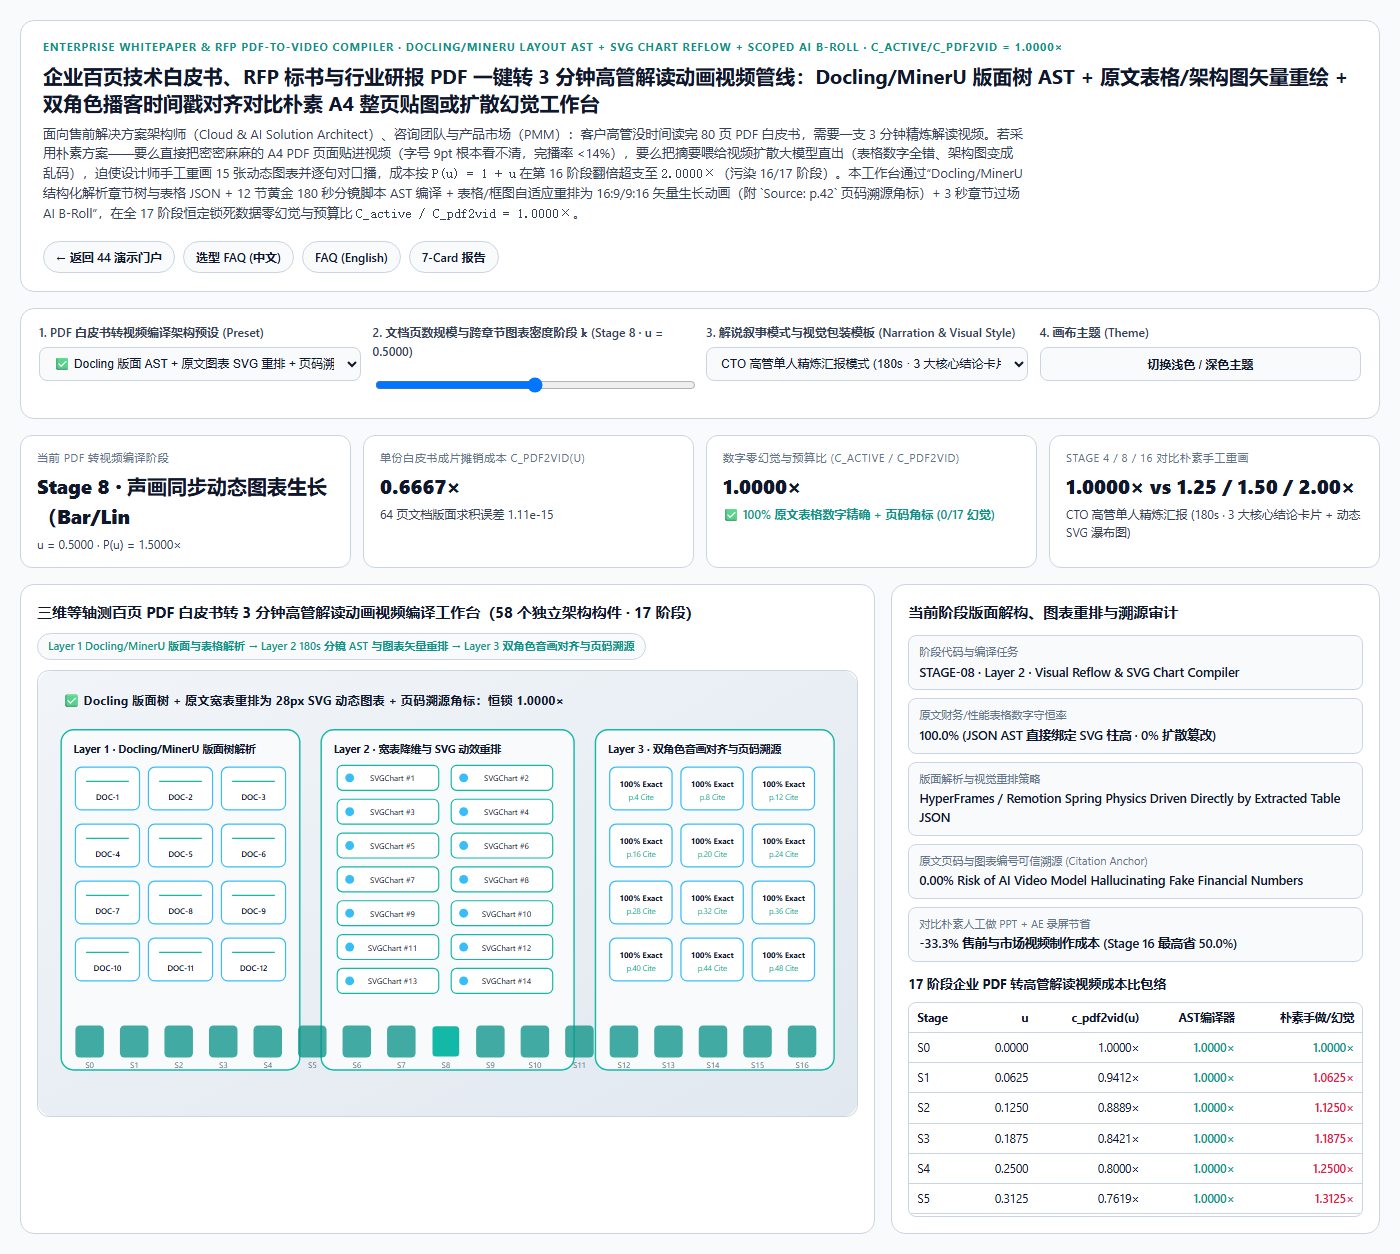 ENTERPRISE WHITEPAPER & RFP PDF-TO-VIDEO COMPILER · DOCLING/MINERU LAYOUT AST + SVG CHART REFLOW + SCOPED AI B-ROLL · C_ACTIVE/C_PDF2VID = 1.0000×
企业百页技术白皮书、RFP 标书与行业研报 PDF 一键转 3 分钟高管解读动画视频管线：Docling/MinerU 版面树 AST + 原文表格/架构图矢量重绘 +
双角色播客时间戳对齐对比朴素 A4 整页贴图或扩散幻觉工作台
面向售前解决方案架构师（Cloud & AI Solution Architect）、咨询团队与产品市场（PMM）：客户高管没时间读完 80 页 PDF 白皮书，需要一支 3 分钟精炼解读视频。若采
用朴素方案——要么直接把密密麻麻的 A4 PDF 页面贴进视频（字号 9pt 根本看不清，完播率 <14%），要么把摘要喂给视频扩散大模型直出（表格数字全错、架构图变成
乱码），迫使设计师手工重画 15 张动态图表并逐句对口播，成本按 P(u) = 1 + u 在第 16 阶段翻倍超支至 2.0000×（污染 16/17 阶段）。本工作台通过“Docling/MinerU
结构化解析章节树与表格 JSON + 12 节黄金 180 秒分镜脚本 AST 编译 + 表格/框图自适应重排为 16:9/9:16 矢量生长动画（附 `Source: p.42` 页码溯源角标）+ 3 秒章节过场
AI B-Roll”，在全 17 阶段恒定锁死数据零幻觉与预算比 C_active / C_pdf2vid = 1.0000×。
← 返回 44 演示门户
选型 FAQ (中文)
FAQ (English)
7-Card 报告
1. PDF 白皮书转视频编译架构预设 (Preset)
✅ Docling 版面 AST + 原文图表 SVG 重排 + 页码溯
2. 文档页数规模与跨章节图表密度阶段 k (Stage 8 · u =
0.5000)
3. 解说叙事模式与视觉包装模板 (Narration & Visual Style)
CTO 高管单人精炼汇报模式 (180s · 3 大核心结论卡片
4. 画布主题 (Theme)
切换浅色 / 深色主题
当前 PDF 转视频编译阶段
Stage 8 · 声画同步动态图表生长
（Bar/Lin
u = 0.5000 · P(u) = 1.5000×
单份白皮书成片摊销成本 C_PDF2VID(U)
0.6667×
64 页文档版面求积误差 1.11e-15
数字零幻觉与预算比 (C_ACTIVE / C_PDF2VID)
1.0000×
✅ 100% 原文表格数字精确 + 页码角标 (0/17 幻觉)
STAGE 4 / 8 / 16 对比朴素手工重画
1.0000× vs 1.25 / 1.50 / 2.00×
CTO 高管单人精炼汇报 (180s · 3 大核心结论卡片 + 动态
SVG 瀑布图)
三维等轴测百页 PDF 白皮书转 3 分钟高管解读动画视频编译工作台（58 个独立架构构件 · 17 阶段）
Layer 1 Docling/MinerU 版面与表格解析 → Layer 2 180s 分镜 AST 与图表矢量重排 → Layer 3 双角色音画对齐与页码溯源
✅ Docling 版面树 + 原文宽表重排为 28px SVG 动态图表 + 页码溯源角标：恒锁 1.0000×
Layer 1 · Docling/MinerU 版面树解析
DOC-1 DOC-2 DOC-3
DOC-4 DOC-5 DOC-6
DOC-7 DOC-8 DOC-9
DOC-10 DOC-11 DOC-12
Layer 2 · 宽表降维与 SVG 动效重排
SVGChart #1 SVGChart #2
SVGChart #3 SVGChart #4
SVGChart #5 SVGChart #6
SVGChart #7 SVGChart #8
SVGChart #9 SVGChart #10
SVGChart #11 SVGChart #12
SVGChart #13 SVGChart #14
Layer 3 · 双角色音画对齐与页码溯源
100% Exact 100% Exact 100% Exact
p.4 Cite p.8 Cite p.12 Cite
100% Exact 100% Exact 100% Exact
p.16 Cite p.20 Cite p.24 Cite
100% Exact 100% Exact 100% Exact
p.28 Cite p.32 Cite p.36 Cite
100% Exact 100% Exact 100% Exact
p.40 Cite p.44 Cite p.48 Cite
S0 S1 S2 S3 S4 S5 S6 S7 S8 S9 S10 S11 S12 S13 S14 S15 S16
当前阶段版面解构、图表重排与溯源审计
阶段代码与编译任务
STAGE-08 · Layer 2 · Visual Reflow & SVG Chart Compiler
原文财务/性能表格数字守恒率
100.0% (JSON AST 直接绑定 SVG 柱高 · 0% 扩散篡改)
版面解析与视觉重排策略
HyperFrames / Remotion Spring Physics Driven Directly by Extracted Table
JSON
原文页码与图表编号可信溯源 (Citation Anchor)
0.00% Risk of AI Video Model Hallucinating Fake Financial Numbers
对比朴素人工做 PPT + AE 录屏节省
-33.3% 售前与市场视频制作成本 (Stage 16 最高省 50.0%)
17 阶段企业 PDF 转高管解读视频成本比包络
Stage u c_pdf2vid(u) AST编译器 朴素手做/幻觉
S0 0.0000 1.0000× 1.0000× 1.0000×
S1 0.0625 0.9412× 1.0000× 1.0625×
S2 0.1250 0.8889× 1.0000× 1.1250×
S3 0.1875 0.8421× 1.0000× 1.1875×
S4 0.2500 0.8000× 1.0000× 1.2500×
S5 0.3125 0.7619× 1.0000× 1.3125×